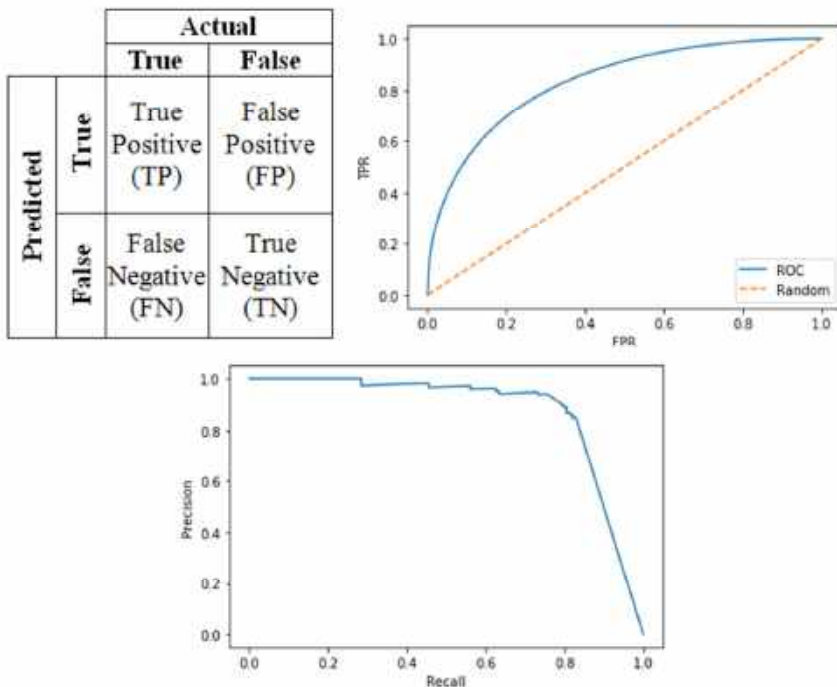 Actual
True False
Predicted
True
True
Positive
(TP)
False
Positive
(FP)
False
False
Negative
(FN)
True
Negative
(TN)
1.0
0.8
0.6
0.4
0.2
0.0
TPR
0.0 0.2 0.4 0.6 0.8 1.0
FPR
ROC
Random
1.0
0.8
0.6
0.4
0.2
0.0
Precision
0.0 0.2 0.4 0.6 0.8 1.0
Recall